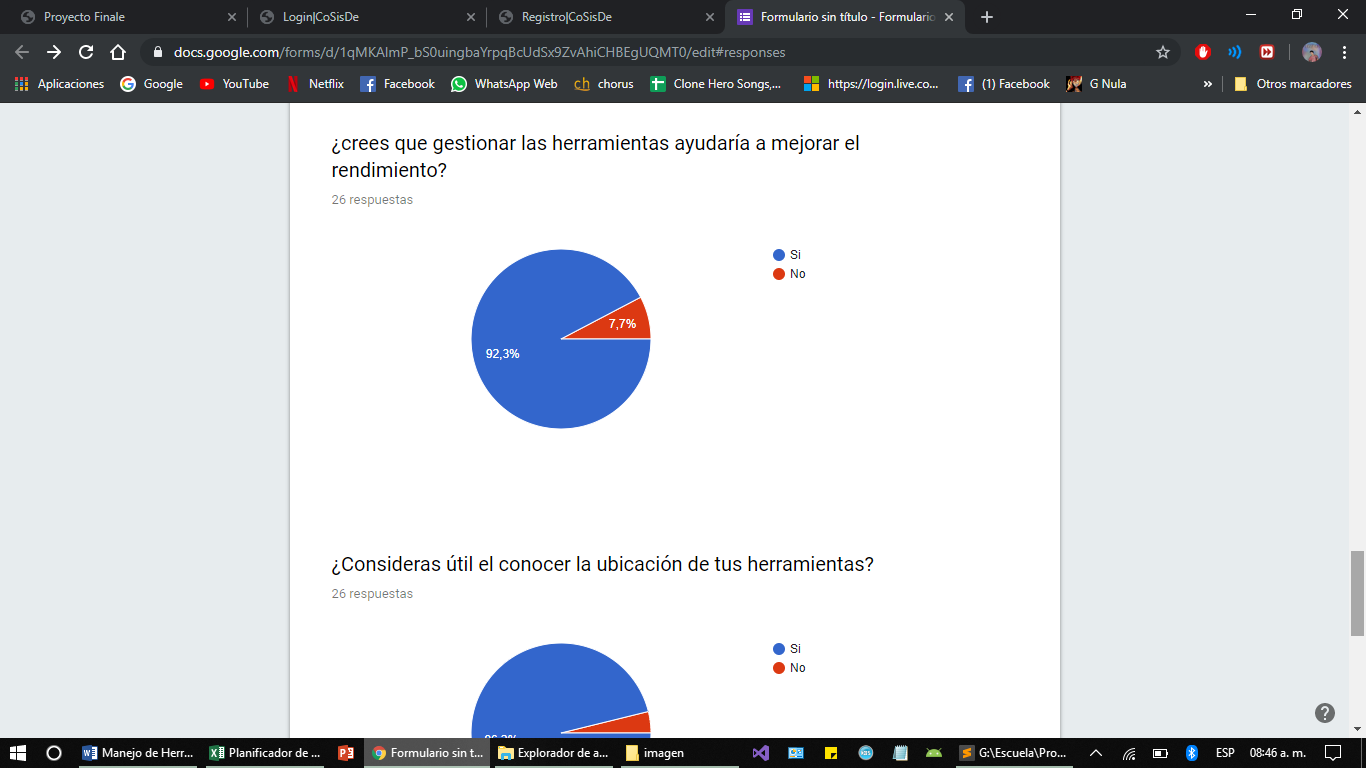 Proyecto Finale
Login|CoSisDe
Registro|CoSisDe
Formulario sin título - Formulario
docs.google.com/forms/d/1qMKAlmP_bS0uingbaYrpqBcUdSx9ZvAhiCHBEgUQMT0/edit#responses
Aplicaciones
Google
YouTube
Netflix
Facebook
WhatsApp Web
ch chorus
Clone Hero Songs,...
https://login.live.co...
(1) Facebook
G Nula
»
Otros marcadores
¿crees que gestionar las herramientas ayudaría a mejorar el
rendimiento?
26 respuestas
Si
No
7,7%
92,3%
¿Consideras útil el conocer la ubicación de tus herramientas?
26 respuestas
Si
No
Manejo de Herr...
Planificador de ...
Formulario sin t...
Explorador de a...
imagen
G:\Escuela\Pro...
ESP
08:46 a. m.